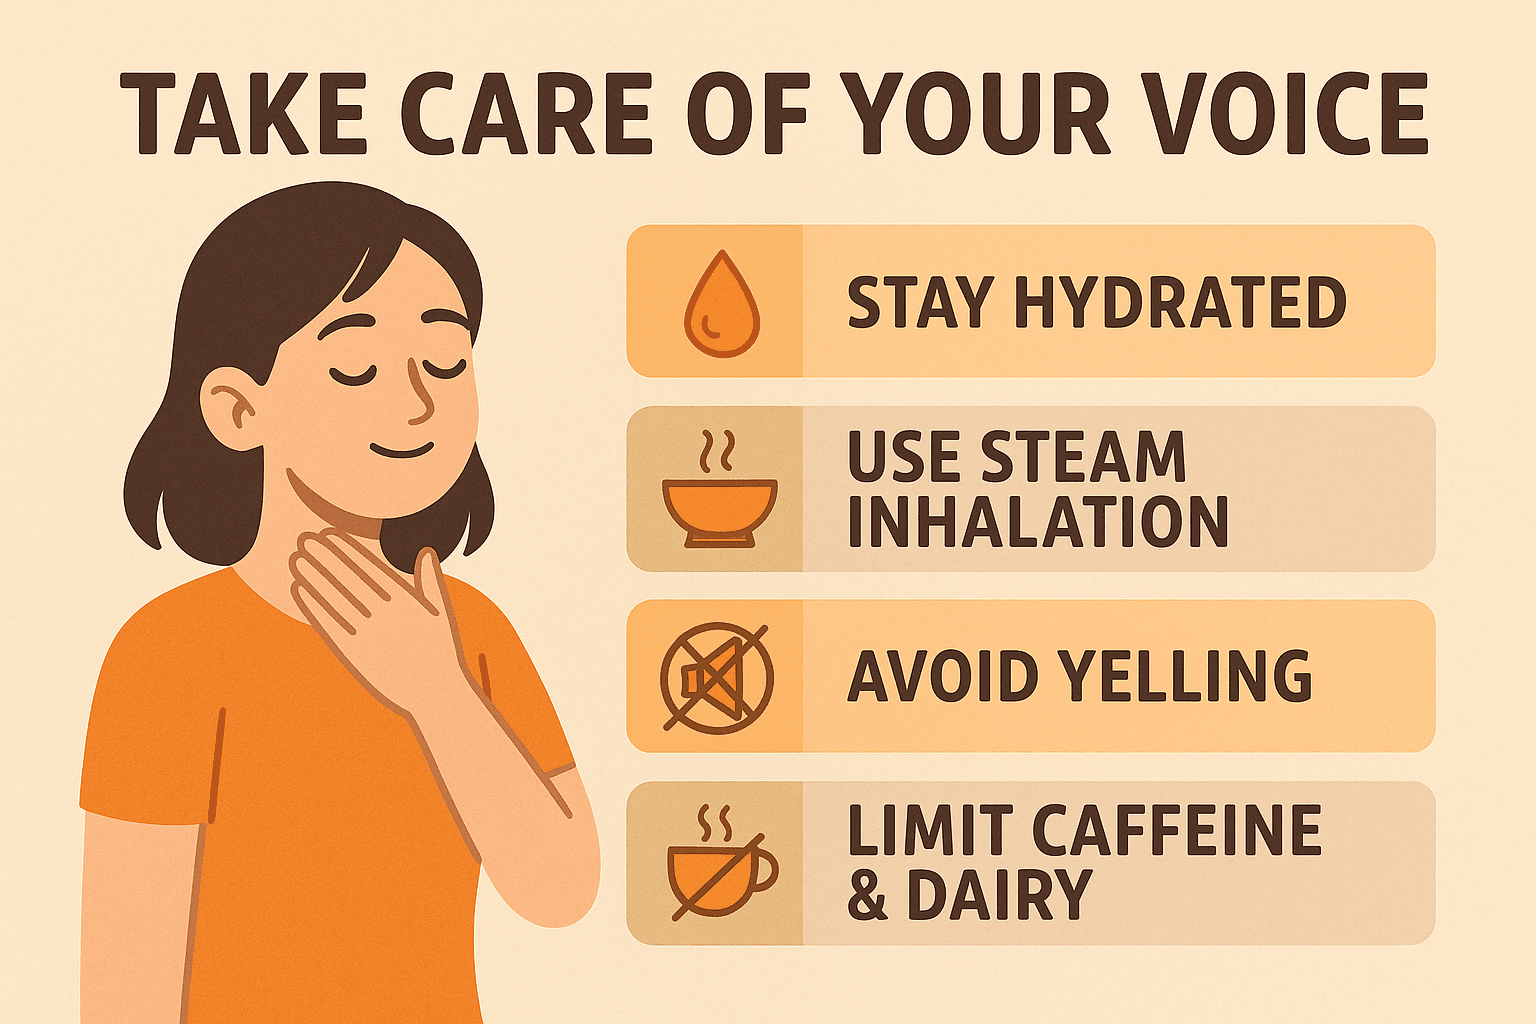 TAKE CARE OF YOUR VOICE
STAY HYDRATED
USE STEAM
INHALATION
AVOID YELLING
LIMIT CAFFEINE
& DAIRY